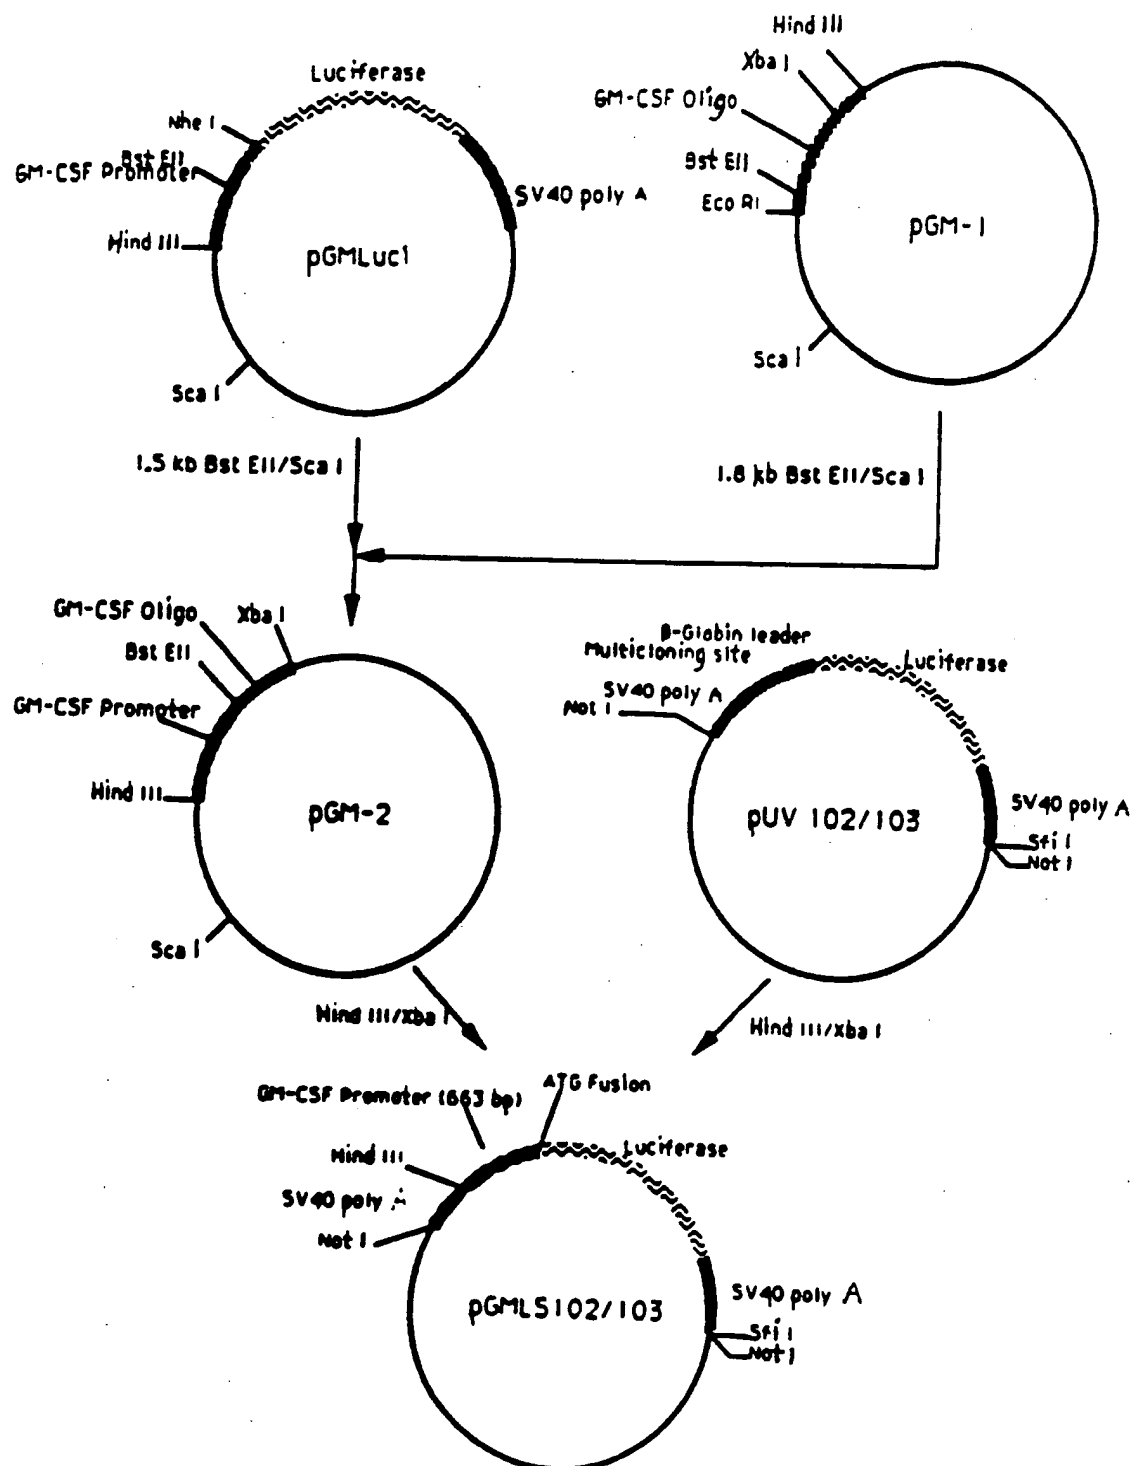 Luciferase
Nhe I
Bst EII
GM-CSF Promoter
Hind III
SV40 poly A
pGMLuc1
Sca I
Hind III
Xba I
GM-CSF Oligo
Bst EII
Eco RI
pGM-1
Sca I
1.5 kb Bst EII/Sca I
1.8 kb Bst EII/Sca I
GM-CSF Oligo
Xba I
Bst EII
GM-CSF Promoter
Hind III
pGM-2
Sca I
β-Globin leader
Multicloning site
Luciferase
SV40 poly A
Not I
pUV 102/103
SV40 poly A
Sfi I
Not I
Hind III/Xba I
Hind III/Xba I
GM-CSF Promoter (663 bp)
ATG Fusion
Luciferase
Hind III
SV40 poly A
Not I
pGMLS102/103
SV40 poly A
Sfi I
Not I